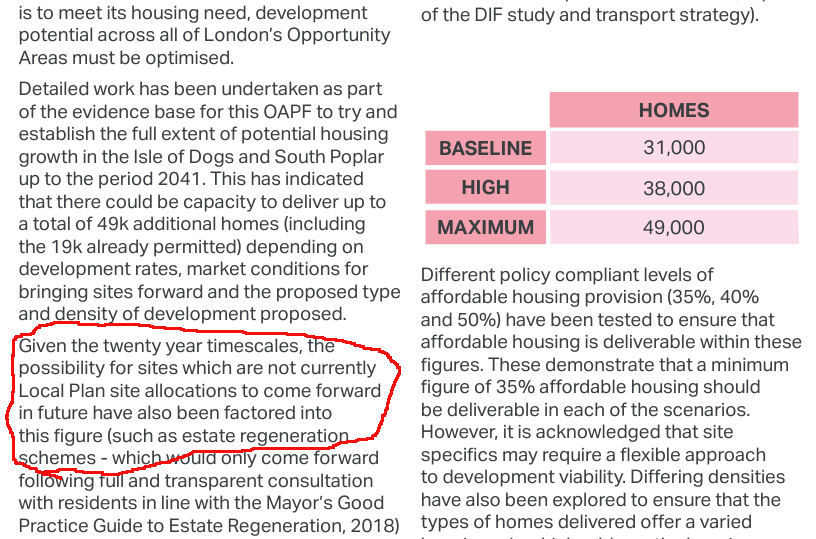 is to meet its housing need, development
potential across all of London's Opportunity
Areas must be optimised.
Detailed work has been undertaken as part
of the evidence base for this OAPF to try and
establish the full extent of potential housing
growth in the Isle of Dogs and South Poplar
up to the period 2041. This has indicated
that there could be capacity to deliver up to
a total of 49k additional homes (including
the 19k already permitted) depending on
development rates, market conditions for
bringing sites forward and the proposed type
and density of development proposed.
Given the twenty year timescales, the
possibility for sites which are not currently
Local Plan site allocations to come forward
in future have also been factored into
this figure (such as estate regeneration
schemes - which would only come forward
following full and transparent consultation
with residents in line with the Mayor's Good
Practice Guide to Estate Regeneration, 2018)
of the DIF study and transport strategy).
HOMES
BASELINE 31,000
HIGH 38,000
MAXIMUM 49,000
Different policy compliant levels of
affordable housing provision (35%, 40%
and 50%) have been tested to ensure that
affordable housing is deliverable within these
figures. These demonstrate that a minimum
figure of 35% affordable housing should
be deliverable in each of the scenarios.
However, it is acknowledged that site
specifics may require a flexible approach
to development viability. Differing densities
have also been explored to ensure that the
types of homes delivered offer a varied